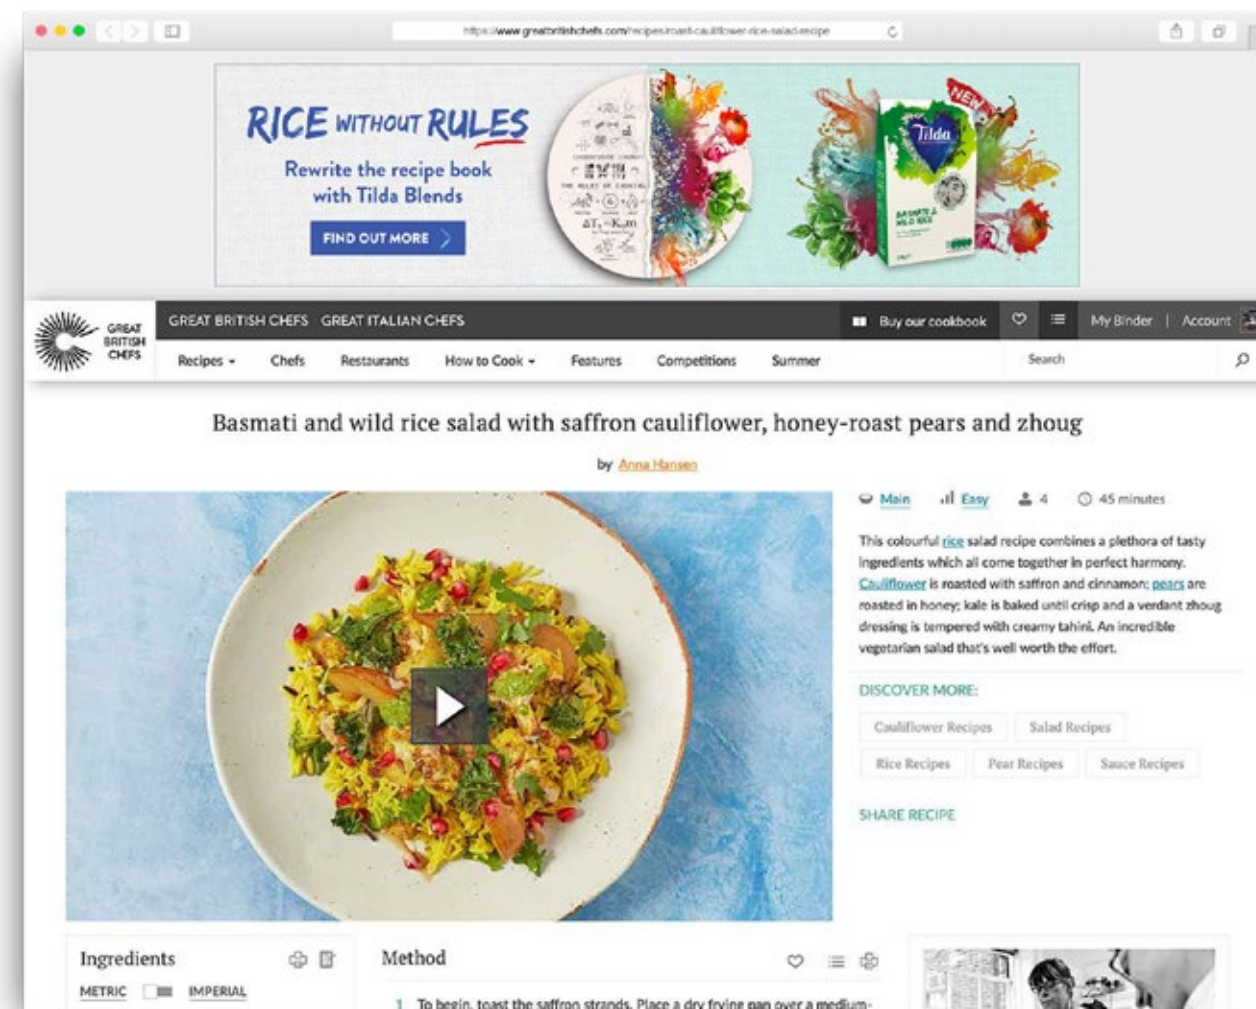 https://www.greatbritishchefs.com/recipes/roast-cauliflower-rice-salad-recipe
RICE WITHOUT RULES
Rewrite the recipe book
with Tilda Blends
FIND OUT MORE
THE RULES OF COOKING
NEW
Tilda
BASMATI &
WILD RICE
GREAT
BRITISH
CHEFS
GREAT BRITISH CHEFS GREAT ITALIAN CHEFS
Buy our cookbook
My Binder | Account
Recipes Chefs Restaurants How to Cook Features Competitions Summer
Search
Basmati and wild rice salad with saffron cauliflower, honey-roast pears and zhoug
by Anna Hansen
Main Easy 4 45 minutes
This colourful rice salad recipe combines a plethora of tasty
ingredients which all come together in perfect harmony.
Cauliflower is roasted with saffron and cinnamon; pears are
roasted in honey; kale is baked until crisp and a verdant zhoug
dressing is tempered with creamy tahini. An incredible
vegetarian salad that's well worth the effort.
DISCOVER MORE:
Cauliflower Recipes Salad Recipes
Rice Recipes Pear Recipes Sauce Recipes
SHARE RECIPE
Ingredients
METRIC IMPERIAL
Method
1 To begin, toast the saffron strands. Place a dry frying pan over a medium-